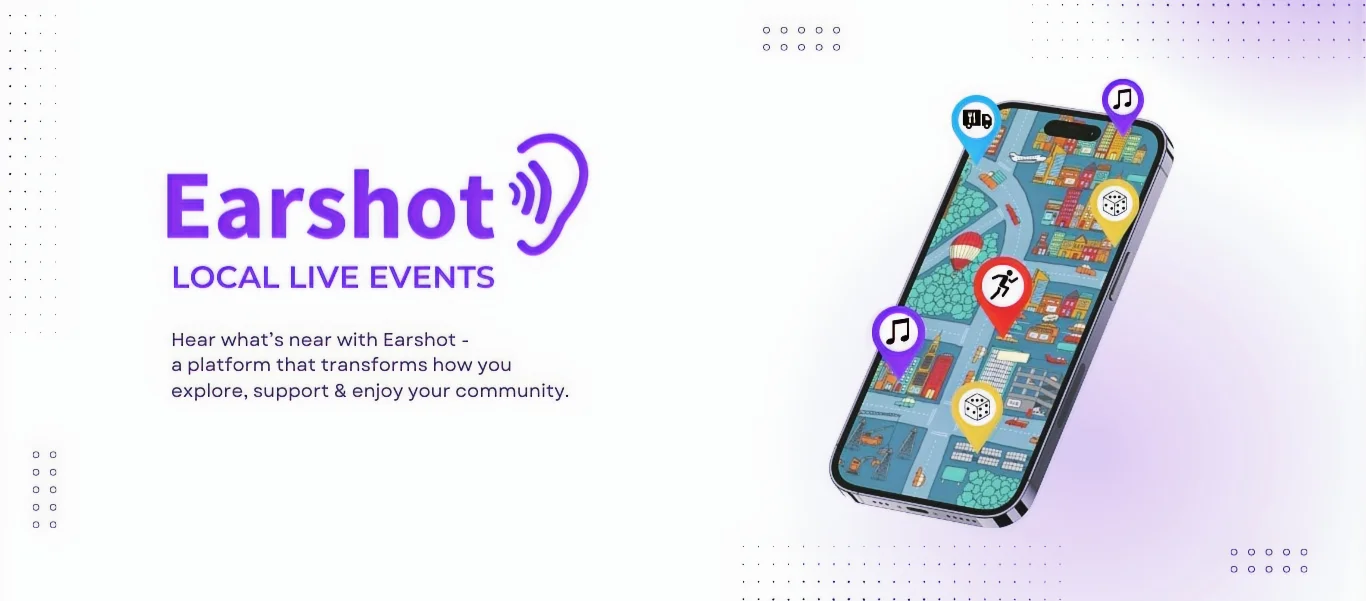 Earshot
LOCAL LIVE EVENTS
Hear what’s near with Earshot -
a platform that transforms how you
explore, support & enjoy your community.